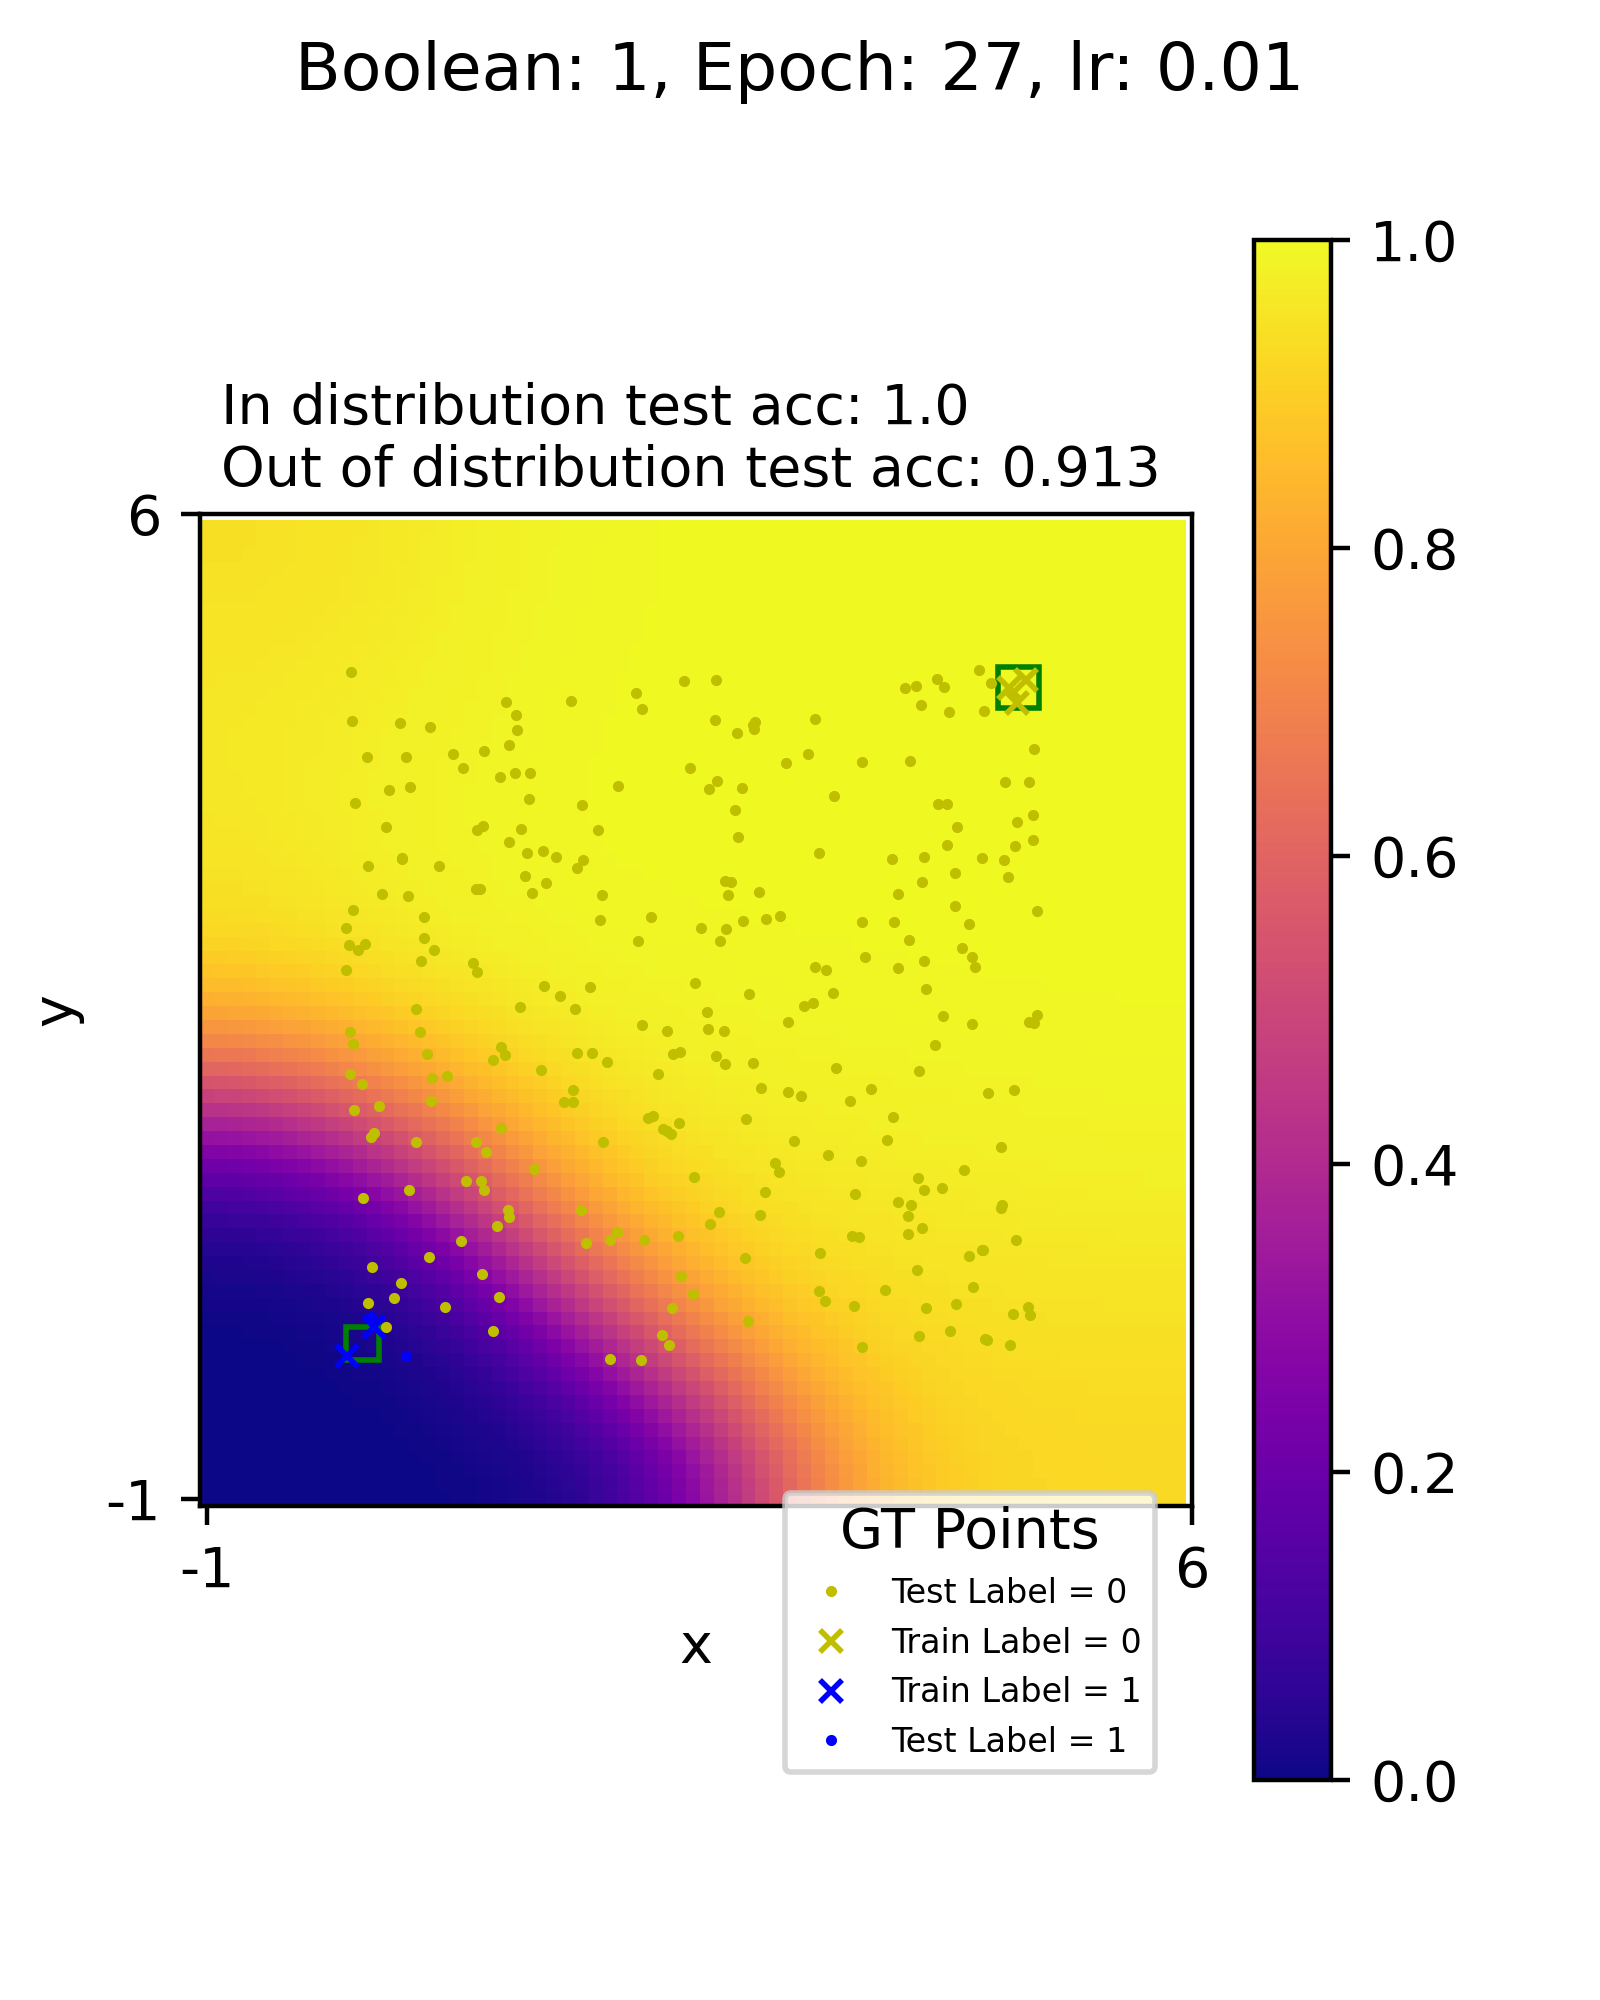 Boolean: 1, Epoch: 27, lr: 0.01
In distribution test acc: 1.0
Out of distribution test acc: 0.913
6
y
-1
-1
6
x
GT Points
Test Label = 0
Train Label = 0
Train Label = 1
Test Label = 1
1.0
0.8
0.6
0.4
0.2
0.0